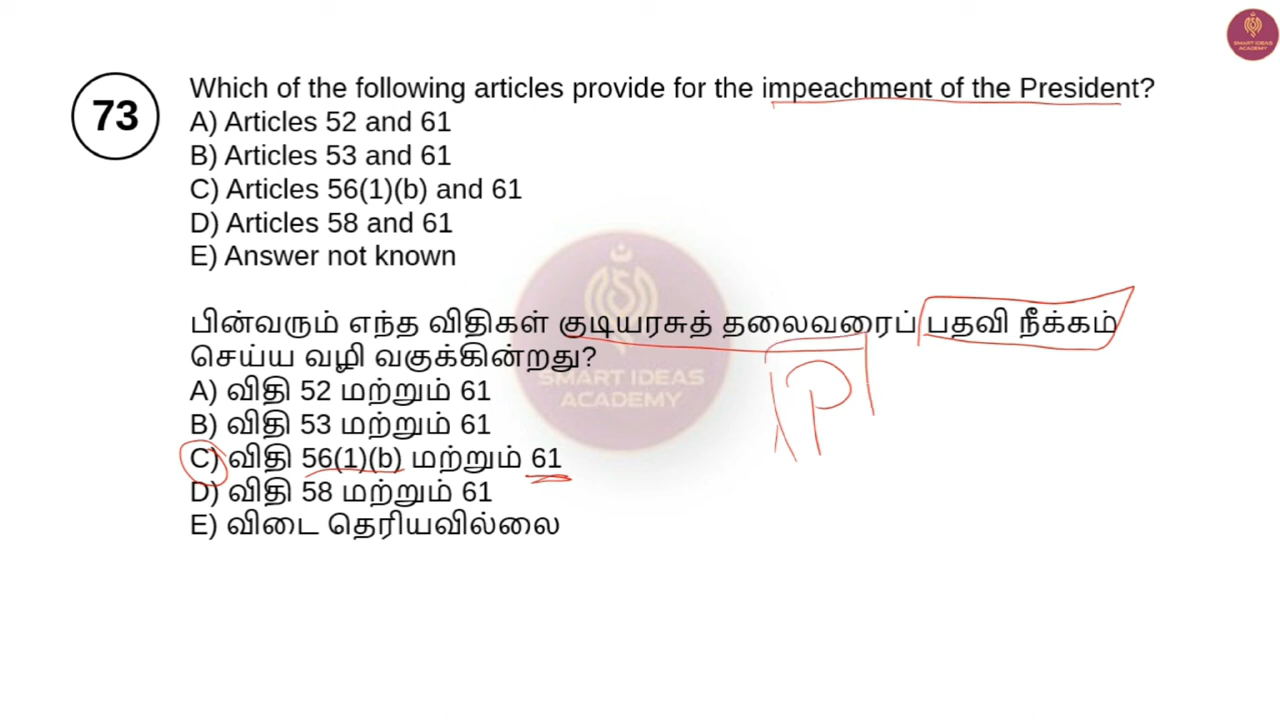 SMART IDEAS
ACADEMY
73
Which of the following articles provide for the impeachment of the President?
A) Articles 52 and 61
B) Articles 53 and 61
C) Articles 56(1)(b) and 61
D) Articles 58 and 61
E) Answer not known
பின்வரும் எந்த விதிகள் குடியரசுத் தலைவரைப் பதவி நீக்கம்
செய்ய வழி வகுக்கின்றது?
SMART IDEAS
ACADEMY
A) விதி 52 மற்றும் 61
B) விதி 53 மற்றும் 61
C) விதி 56(1)(b) மற்றும் 61
D) விதி 58 மற்றும் 61
E) விடை தெரியவில்லை
P